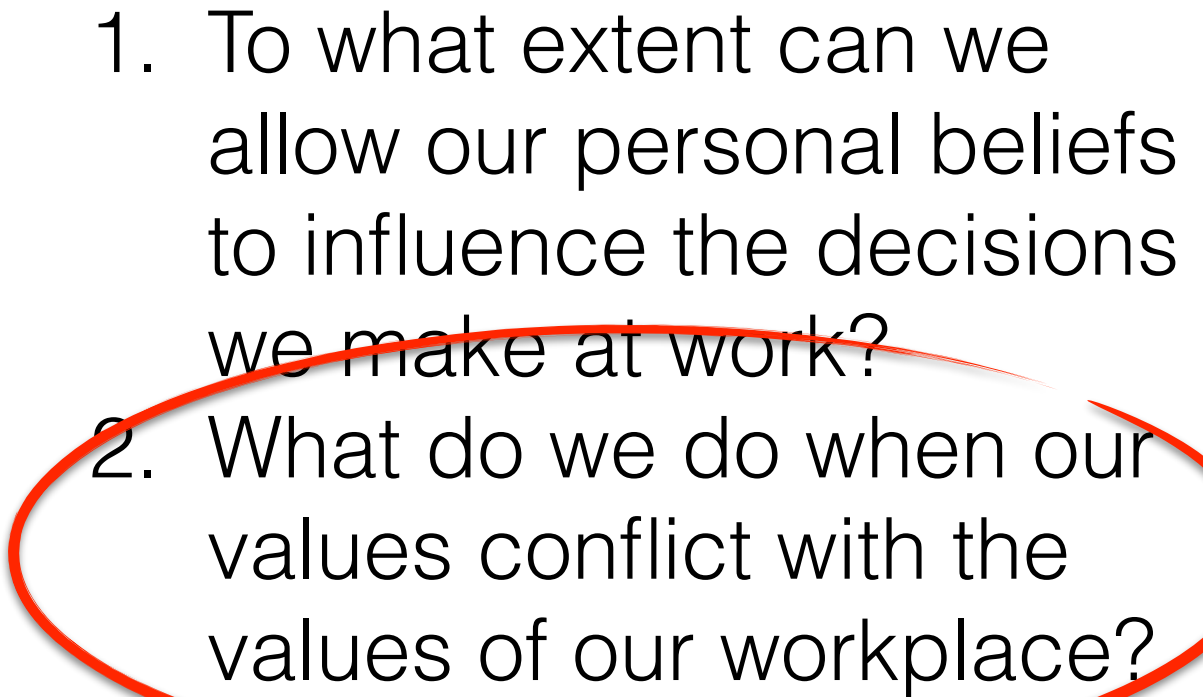 1. To what extent can we
allow our personal beliefs
to influence the decisions
we make at work?
2. What do we do when our
values conflict with the
values of our workplace?